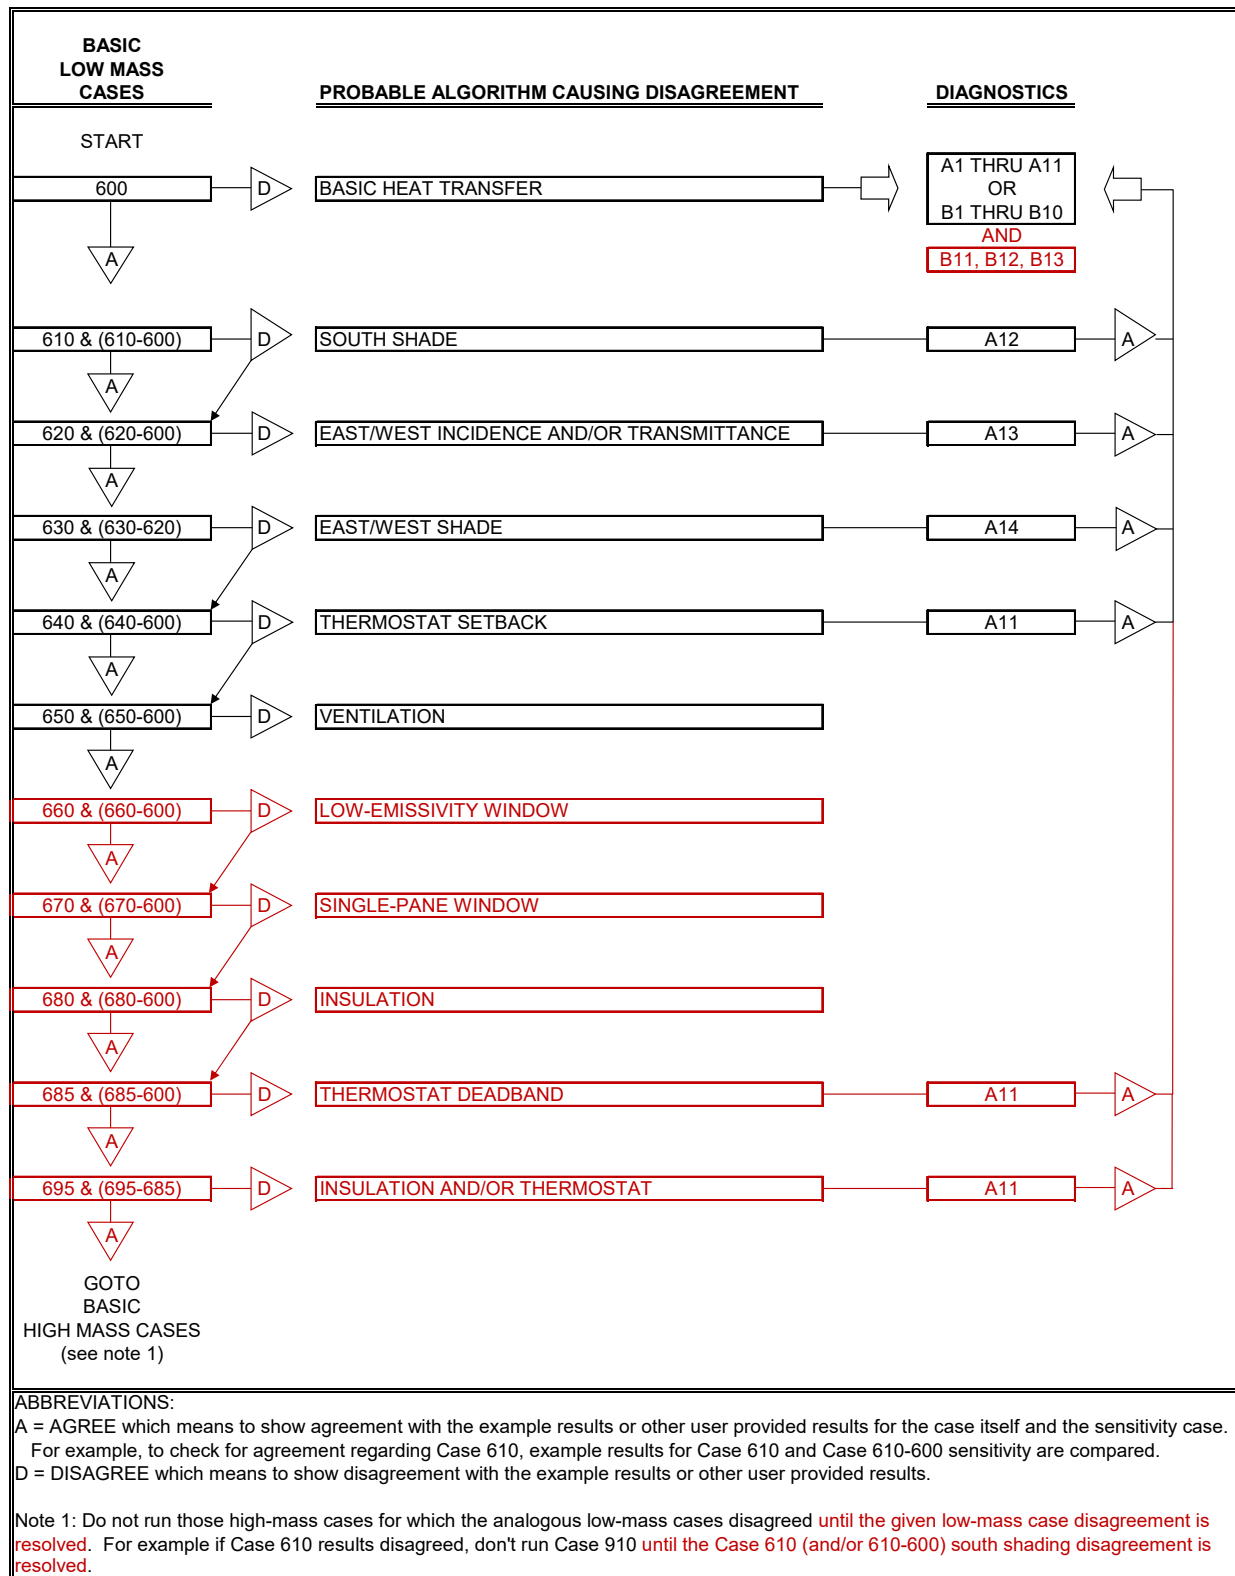 BASIC
LOW MASS
CASES
PROBABLE ALGORITHM CAUSING DISAGREEMENT
DIAGNOSTICS
START
600
D
BASIC HEAT TRANSFER
A1 THRU A11
OR
B1 THRU B10
AND
B11, B12, B13
A
610 & (610-600)
D
SOUTH SHADE
A12
A
A
620 & (620-600)
D
EAST/WEST INCIDENCE AND/OR TRANSMITTANCE
A13
A
A
630 & (630-620)
D
EAST/WEST SHADE
A14
A
A
640 & (640-600)
D
THERMOSTAT SETBACK
A11
A
A
650 & (650-600)
D
VENTILATION
A
660 & (660-600)
D
LOW-EMISSIVITY WINDOW
A
670 & (670-600)
D
SINGLE-PANE WINDOW
A
680 & (680-600)
D
INSULATION
A
685 & (685-600)
D
THERMOSTAT DEADBAND
A11
A
A
695 & (695-685)
D
INSULATION AND/OR THERMOSTAT
A11
A
A
GOTO
BASIC
HIGH MASS CASES
(see note 1)
ABBREVIATIONS:
A = AGREE which means to show agreement with the example results or other user provided results for the case itself and the sensitivity case.
For example, to check for agreement regarding Case 610, example results for Case 610 and Case 610-600 sensitivity are compared.
D = DISAGREE which means to show disagreement with the example results or other user provided results.
Note 1: Do not run those high-mass cases for which the analogous low-mass cases disagreed until the given low-mass case disagreement is
resolved.  For example if Case 610 results disagreed, don't run Case 910 until the Case 610 (and/or 610-600) south shading disagreement is
resolved.